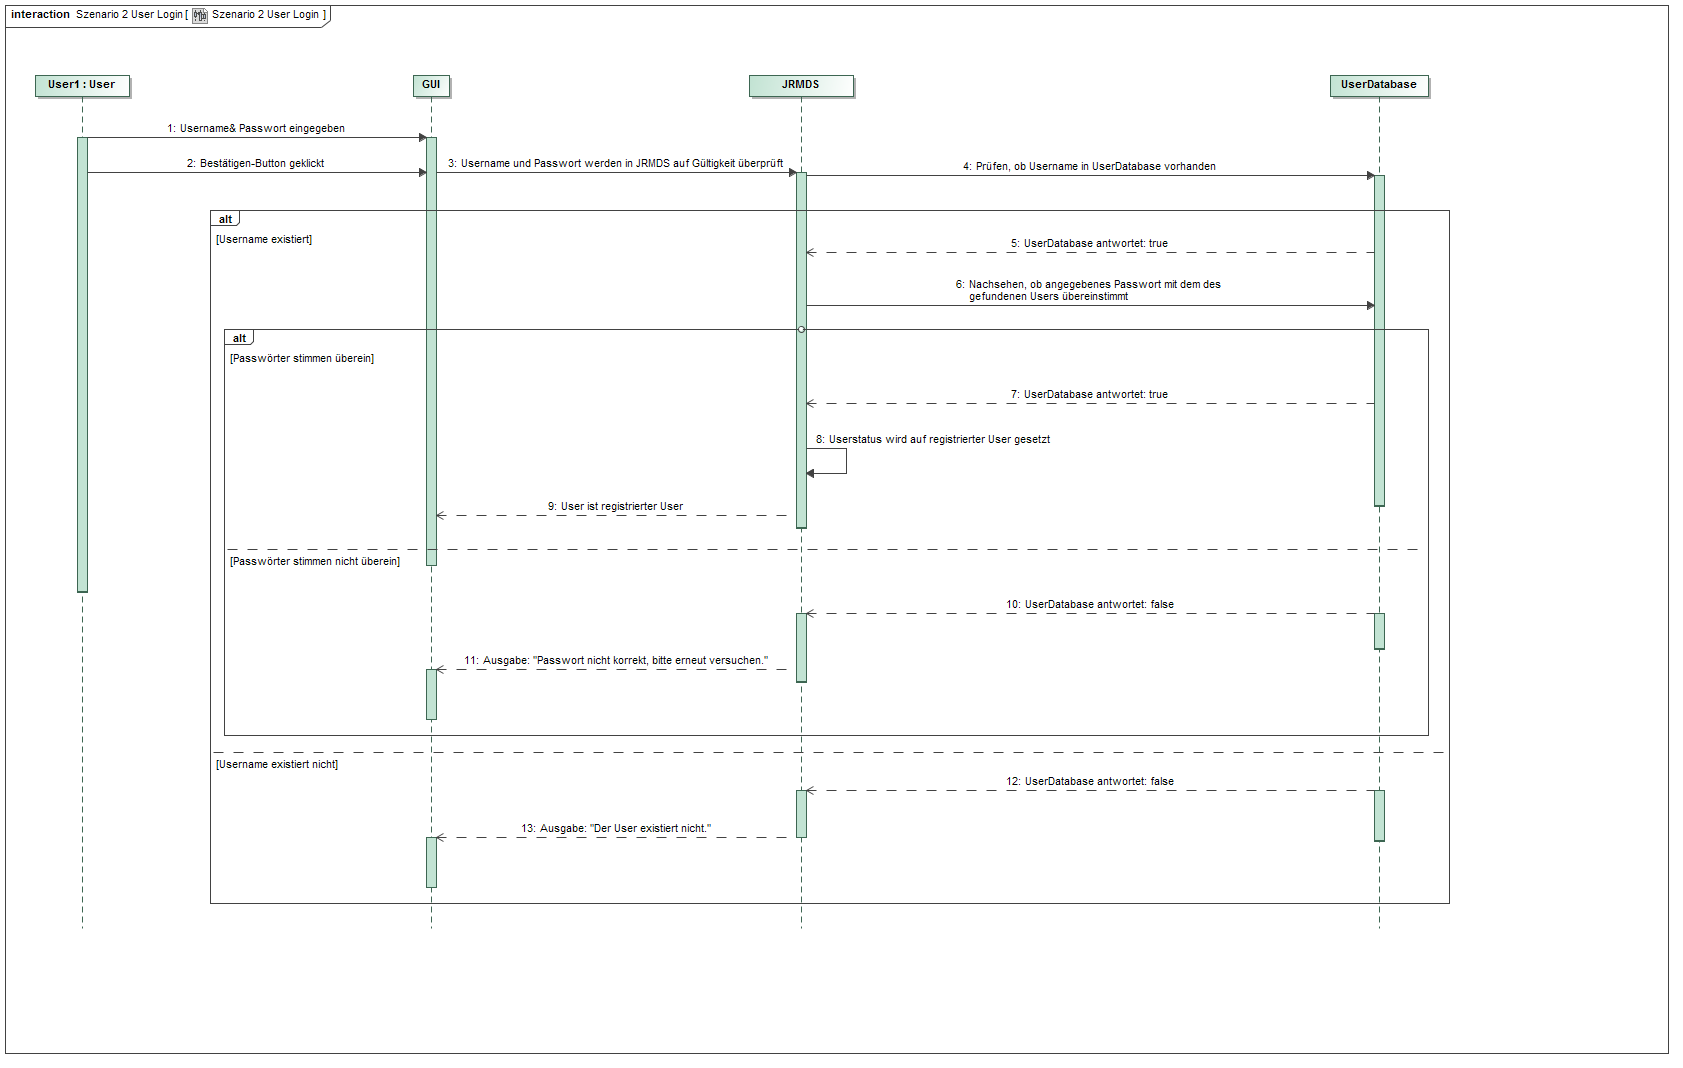 interaction Szenario 2 User Login [ Szenario 2 User Login ]
User1 : User
GUI
JRMDS
UserDatabase
1: Username& Passwort eingegeben
2: Bestätigen-Button geklickt
3: Username und Passwort werden in JRMDS auf Gültigkeit überprüft
4: Prüfen, ob Username in UserDatabase vorhanden
alt
[Username existiert]
5: UserDatabase antwortet: true
6: Nachsehen, ob angegebenes Passwort mit dem des
gefundenen Users übereinstimmt
alt
[Passwörter stimmen überein]
7: UserDatabase antwortet: true
8: Userstatus wird auf registrierter User gesetzt
9: User ist registrierter User
[Passwörter stimmen nicht überein]
10: UserDatabase antwortet: false
11: Ausgabe: "Passwort nicht korrekt, bitte erneut versuchen."
[Username existiert nicht]
12: UserDatabase antwortet: false
13: Ausgabe: "Der User existiert nicht."